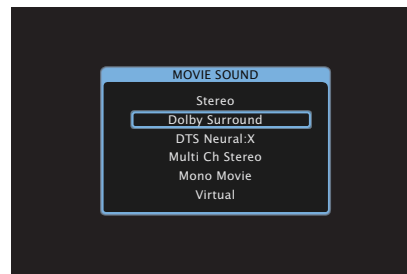 MOVIE SOUND
Stereo
Dolby Surround
DTS Neural:X
Multi Ch Stereo
Mono Movie
Virtual